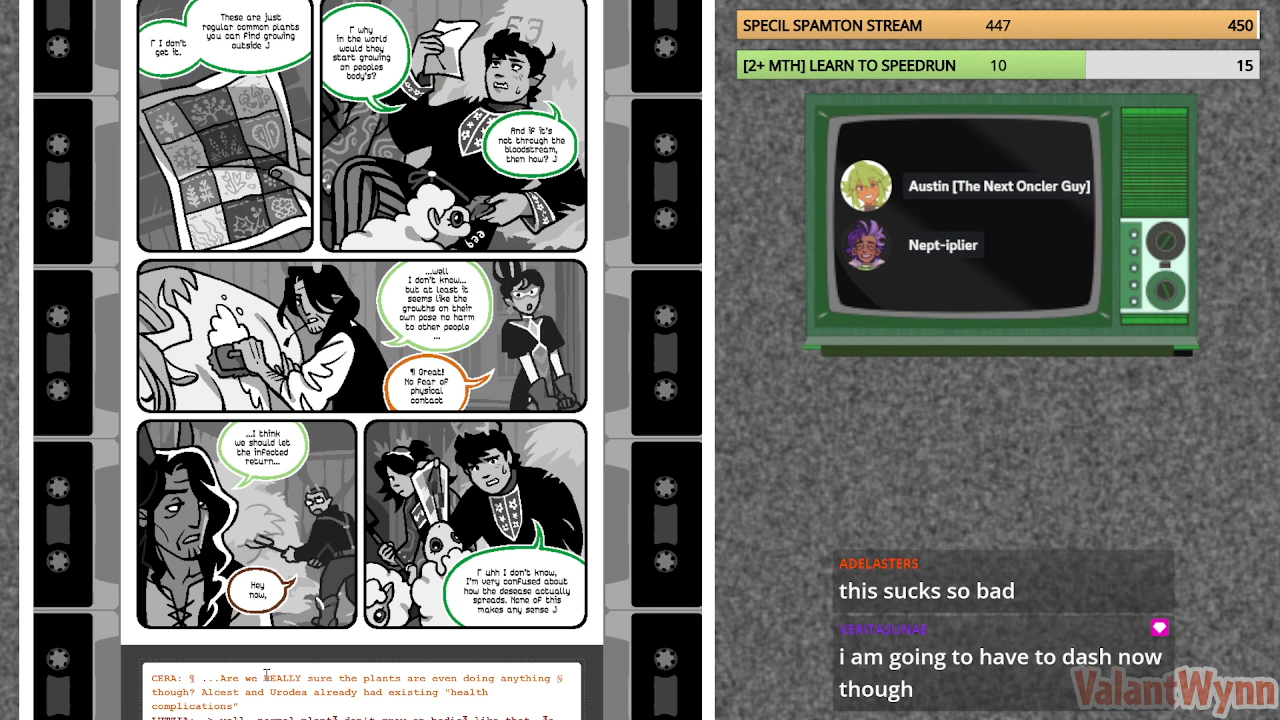 Γ I don't
get it.
These are just
regular common plants
you can find growing
outside ⅃
Γ why
in the world
would they
start growing
on peoples
body's?
And if it's
not through the
bloodstream,
then how? ⅃
...well
I don't know...
but at least it
seems like the
growths on their
own pose no harm
to other people
...
¶ Great!
No fear of
physical
contact
...I think
we should let
the infected
return...
Hey
now,
Γ uhh I don't know,
I'm very confused about
how the desease actually
spreads. None of this
makes any sense ⅃
CERA: ¶ ...Are we REALLY sure the plants are even doing anything §
though? Alcest and Urodea already had existing "health
complications"
SPECIL SPAMTON STREAM 447 450
[2+ MTH] LEARN TO SPEEDRUN 10 15
Austin [The Next Oncler Guy]
Nept-iplier
ADELASTERS
this sucks so bad
VERITASUNAE
i am going to have to dash now
though
ValantWynn